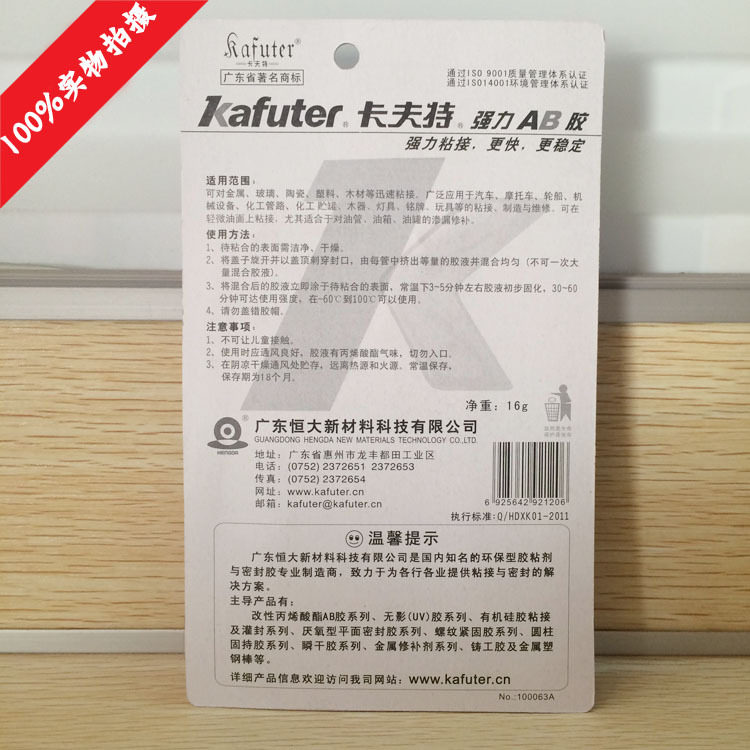 100%实物拍摄
Kafuter®
卡夫特
广东省著名商标
通过ISO 9001质量管理体系认证
通过ISO14001环境管理体系认证
Kafuter® 卡夫特® 强力 AB 胶
强力粘接，更快，更稳定
适用范围：
可对金属、玻璃、陶瓷、塑料、木材等迅速粘接。广泛应用于汽车、摩托车、轮船、机
械设备、化工管路、化工贮罐、木器、灯具、铭牌、玩具等的粘接、制造与维修。可在
轻微油面上粘接，尤其适合于对油管、油箱、油罐的渗漏修补。
使用方法：
1、待粘合的表面需洁净、干燥。
2、将盖子旋开并以盖顶刺穿封口，由每管中挤出等量的胶液并混合均匀（不可一次大
量混合胶液）。
3、将混合后的胶液立即涂于待粘合的表面，常温下3~5分钟左右胶液初步固化，30~60
分钟可达使用强度，在-60℃到100℃可以使用。
4、请勿盖错胶帽。
注意事项：
1、不可让儿童接触。
2、使用时应通风良好，胶液有丙烯酸酯气味，切勿入口。
3、在阴凉干燥通风处贮存，远离热源和火源。常温保存，
保存期为18个月。
净重：16g
HENGDA
®
广东恒大新材料科技有限公司
GUANGDONG HENGDA NEW MATERIALS TECHNOLOGY CO.,LTD.
地址：广东省惠州市龙丰都田工业区
电话：(0752) 2372651 2372653
传真：(0752) 2372654
网址：www.kafuter.cn
邮箱：kafuter@kafuter.cn
6 925642 921206
执行标准：Q/HDXK01-2011
温馨提示
广东恒大新材料科技有限公司是国内知名的环保型胶粘剂
与密封胶专业制造商，致力于为各行各业提供粘接与密封的解
决方案。
主导产品有：
改性丙烯酸酯AB胶系列、无影(UV)胶系列、有机硅胶粘接
及灌封系列、厌氧型平面密封胶系列、螺纹紧固胶系列、圆柱
固持胶系列、瞬干胶系列、金属修补剂系列、铸工胶及金属塑
钢棒等。
详细产品信息欢迎访问我司网站：www.kafuter.cn
No.:100063A